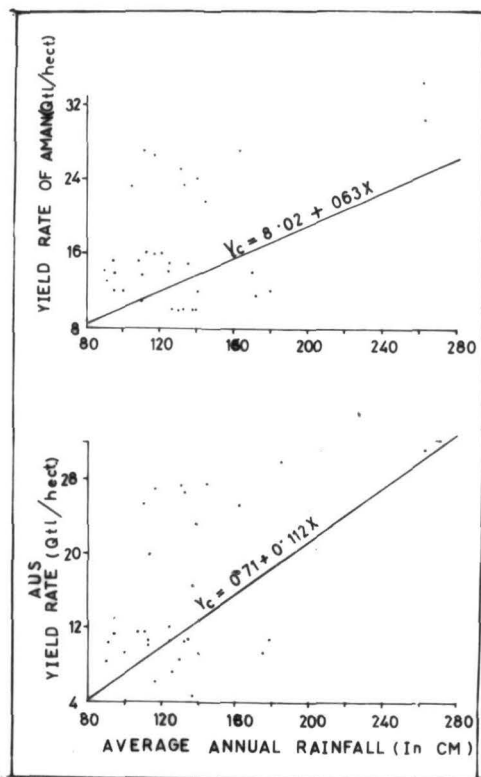 YIELD RATE OF AMAN(Qtl/hect)
32
24
16
8
80 120 160 200 240 280
Yc = 8.02 + 063X
AUS
YIELD RATE (Qtl/hect)
28
20
12
4
80 120 160 200 240 280
Yc = 0.71 + 0.112X
AVERAGE ANNUAL RAINFALL (In CM)